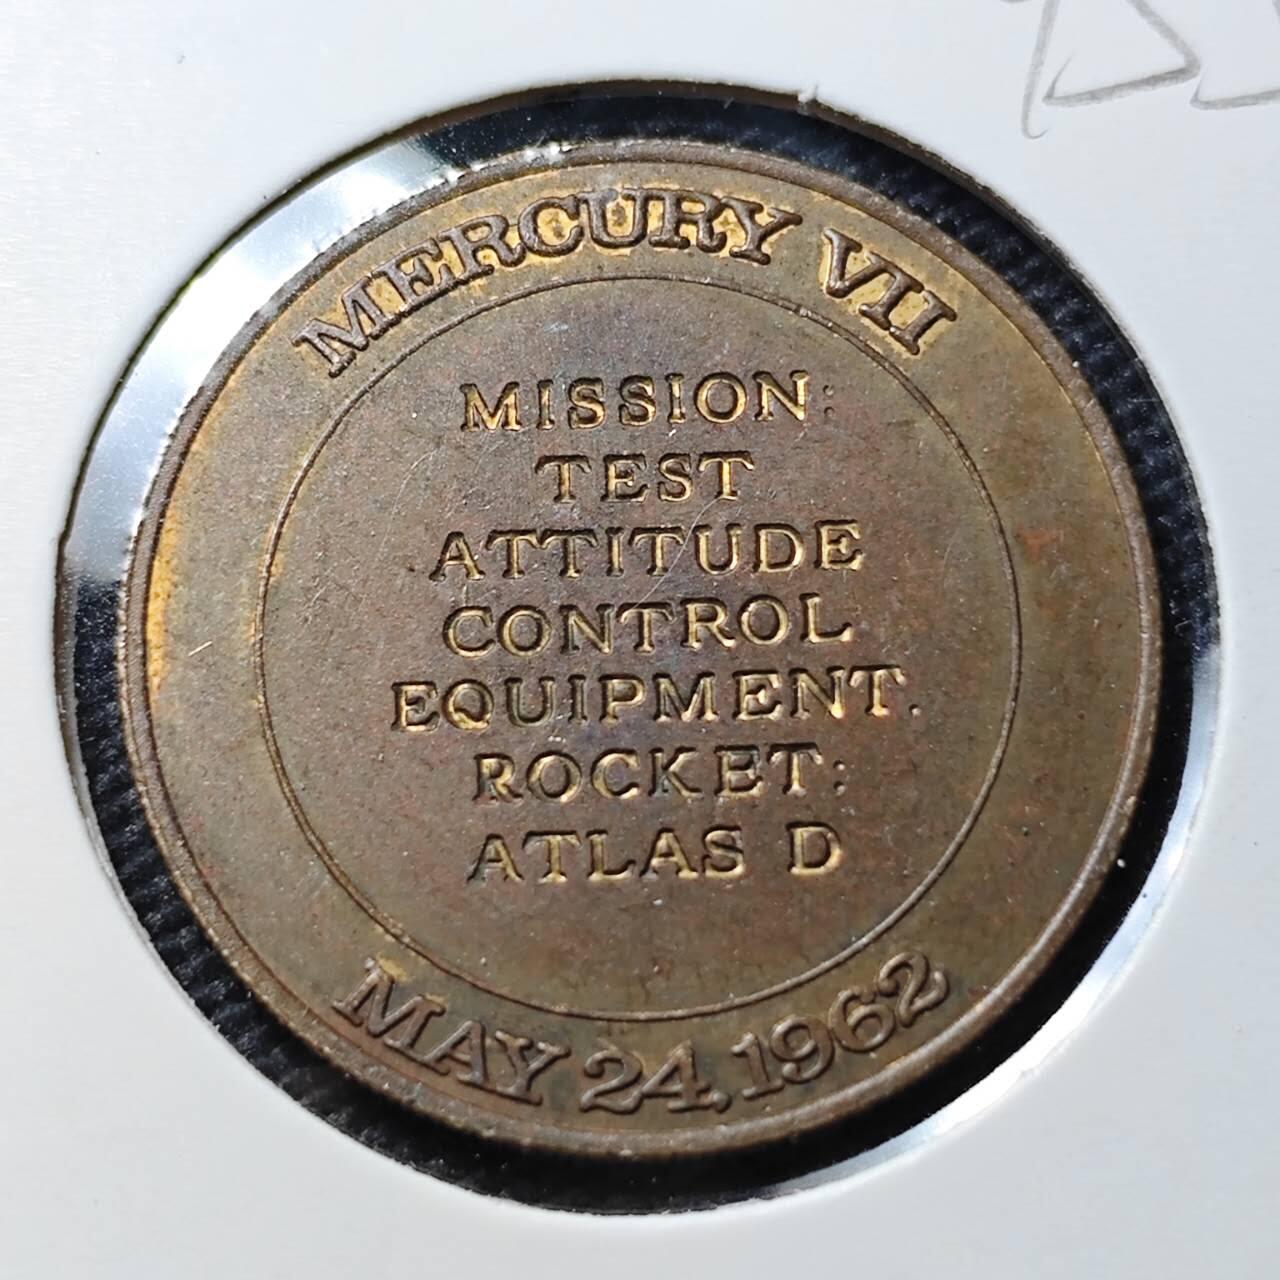 MERCURY VII
MISSION:
TEST
ATTITUDE
CONTROL
EQUIPMENT.
ROCKET:
ATLAS D
MAY 24, 1962